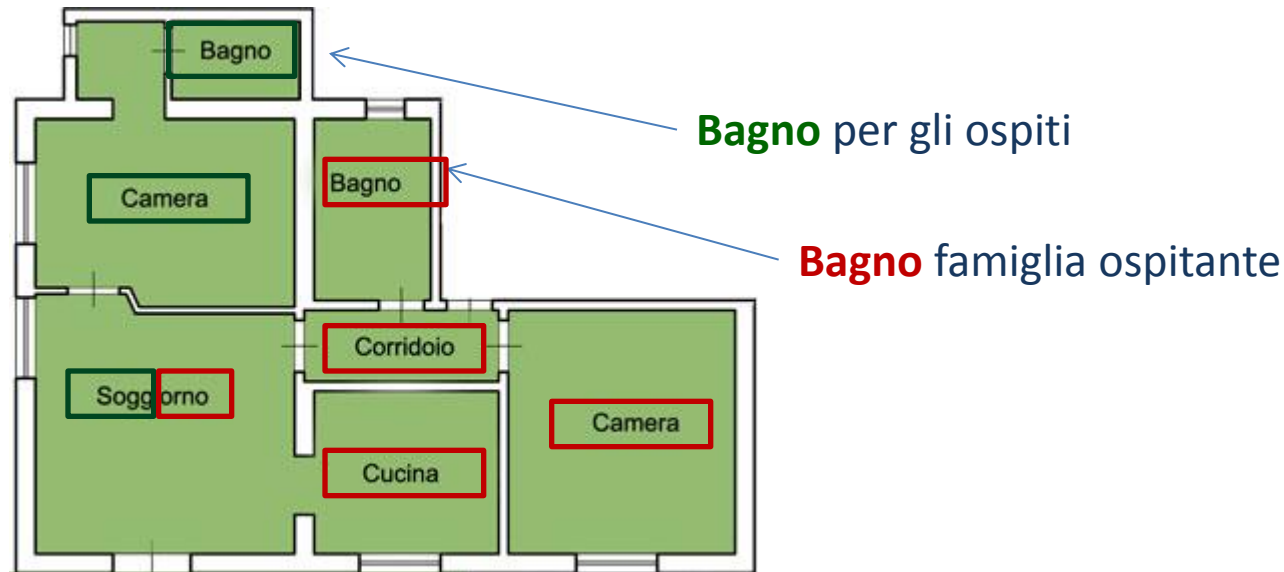 Bagno
Bagno per gli ospiti
Bagno
Camera
Bagno famiglia ospitante
Corridoio
Soggiorno
Camera
Cucina